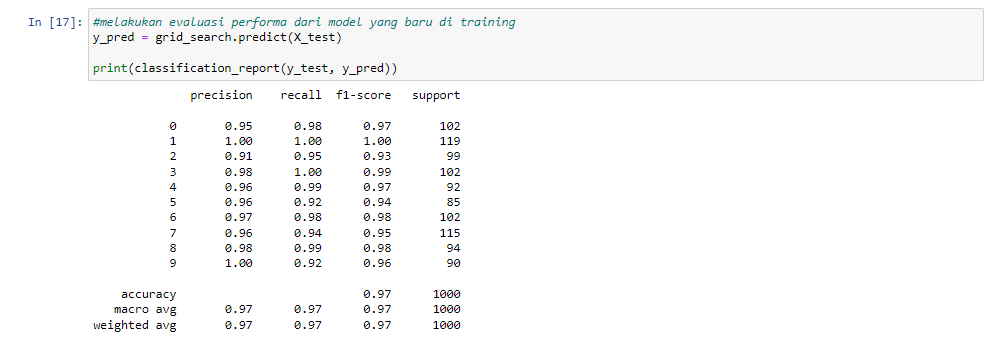 In [17]: #melakukan evaluasi performa dari model yang baru di training
y_pred = grid_search.predict(X_test)
print(classification_report(y_test, y_pred))
precision recall f1-score support
0 0.95 0.98 0.97 102
1 1.00 1.00 1.00 119
2 0.91 0.95 0.93 99
3 0.98 1.00 0.99 102
4 0.96 0.99 0.97 92
5 0.96 0.92 0.94 85
6 0.97 0.98 0.98 102
7 0.96 0.94 0.95 115
8 0.98 0.99 0.98 94
9 1.00 0.92 0.96 90
accuracy 0.97 1000
macro avg 0.97 0.97 0.97 1000
weighted avg 0.97 0.97 0.97 1000